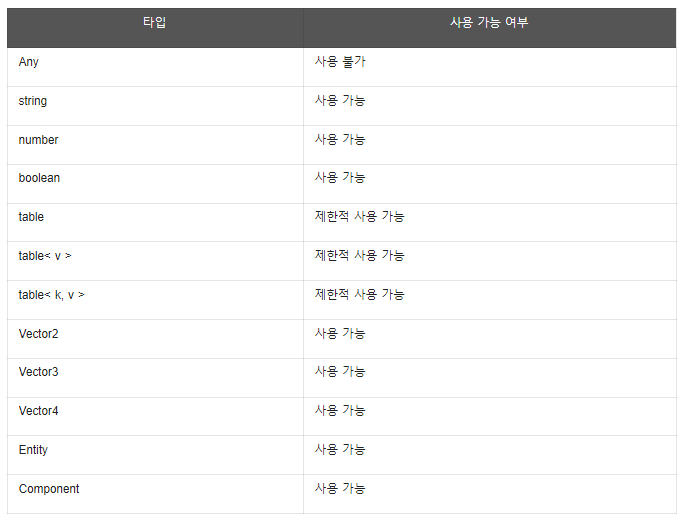 타입 사용 가능 여부
Any 사용 불가
string 사용 가능
number 사용 가능
boolean 사용 가능
table 제한적 사용 가능
table< v > 제한적 사용 가능
table< k, v > 제한적 사용 가능
Vector2 사용 가능
Vector3 사용 가능
Vector4 사용 가능
Entity 사용 가능
Component 사용 가능